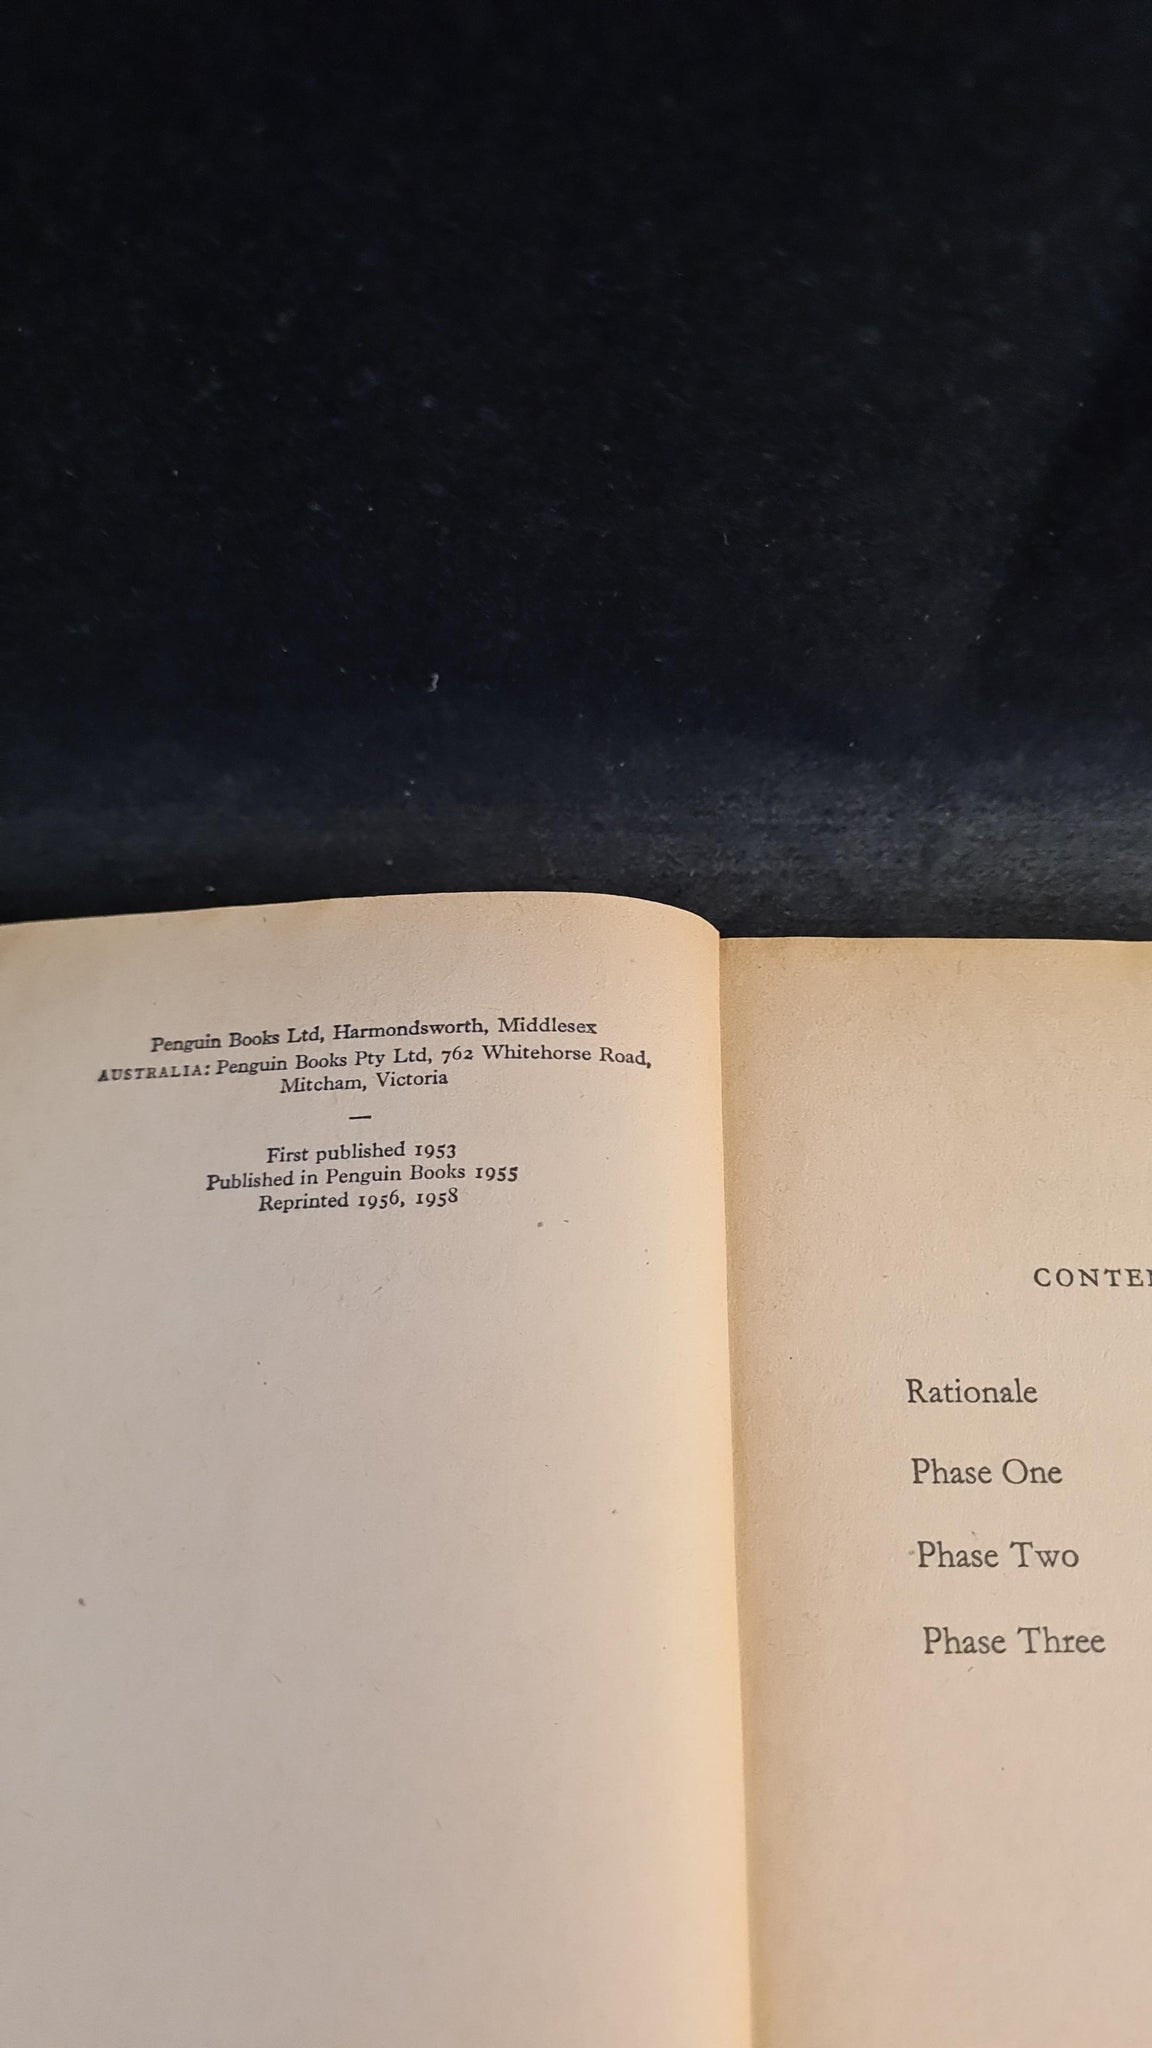 Penguin Books Ltd, Harmondsworth, Middlesex
AUSTRALIA: Penguin Books Pty Ltd, 762 Whitehorse Road,
Mitcham, Victoria
—
First published 1953
Published in Penguin Books 1955
Reprinted 1956, 1958
CONTE
Rationale
Phase One
Phase Two
Phase Three